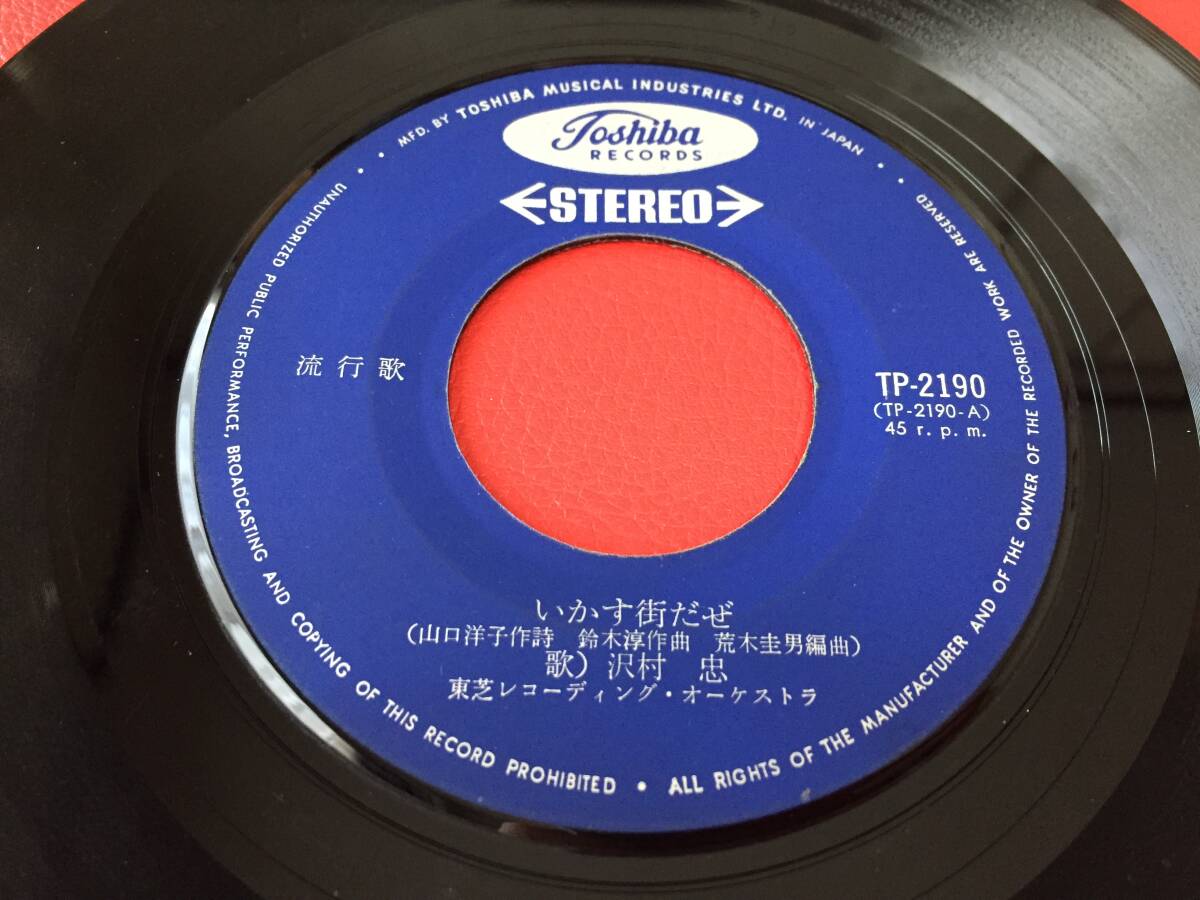 MFD. BY TOSHIBA MUSICAL INDUSTRIES LTD. IN JAPAN
Toshiba
RECORDS
STEREO
流行歌
TP-2190
(TP-2190-A)
45 r. p. m.
いかす街だぜ
(山口洋子作詩 鈴木淳作曲 荒木圭男編曲)
歌) 沢村 忠
東芝レコーディング・オーケストラ
UNAUTHORIZED PUBLIC PERFORMANCE, BROADCASTING AND COPYING OF THIS RECORD PROHIBITED • ALL RIGHTS OF THE MANUFACTURER AND OF THE OWNER OF THE RECORDED WORK ARE RESERVED